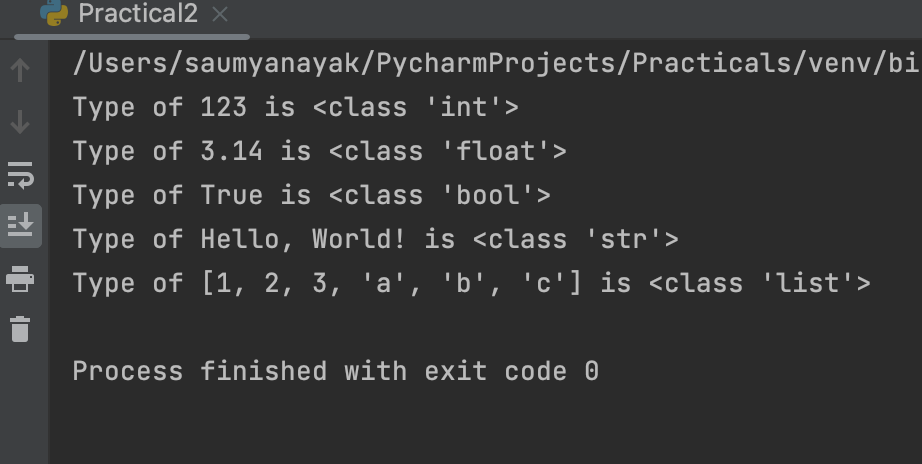 Practical2
/Users/saumyanayak/PycharmProjects/Practicals/venv/bi
Type of 123 is <class 'int'>
Type of 3.14 is <class 'float'>
Type of True is <class 'bool'>
Type of Hello, World! is <class 'str'>
Type of [1, 2, 3, 'a', 'b', 'c'] is <class 'list'>
Process finished with exit code 0